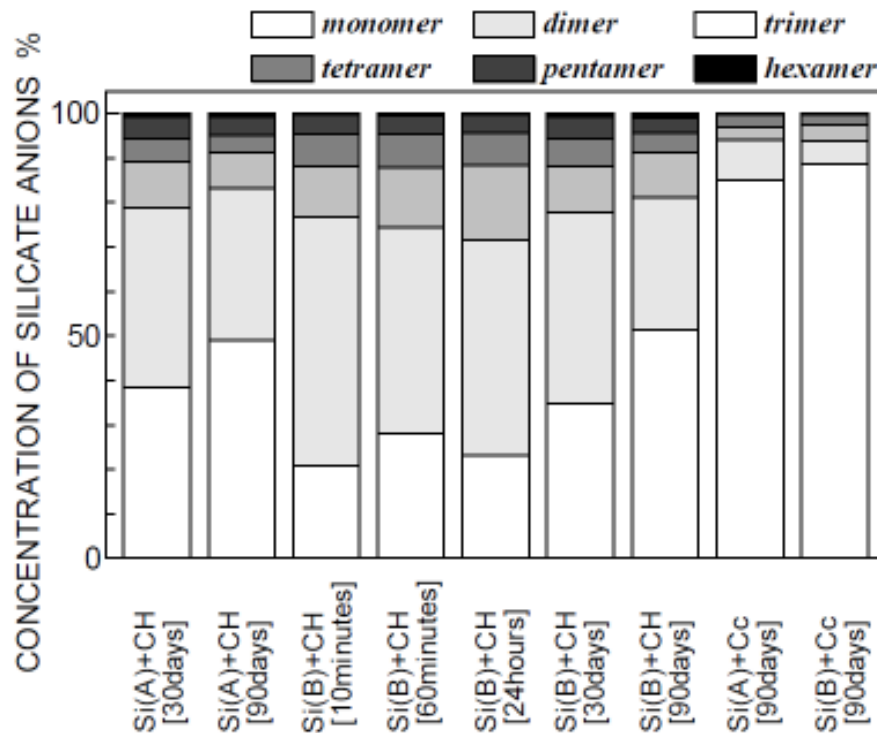 monomer dimer trimer
tetramer pentamer hexamer
CONCENTRATION OF SILICATE ANIONS %
100
50
0
Si(A)+CH
[30days]
Si(A)+CH
[90days]
Si(B)+CH
[10minutes]
Si(B)+CH
[60minutes]
Si(B)+CH
[24hours]
Si(B)+CH
[30days]
Si(B)+CH
[90days]
Si(A)+Cc
[90days]
Si(B)+Cc
[90days]